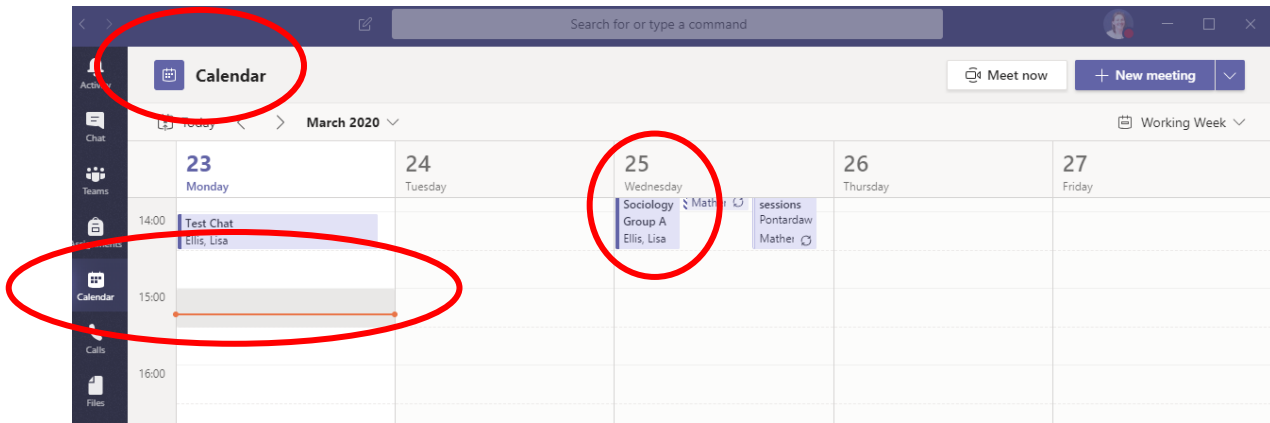 Search for or type a command
Activity
Calendar
Meet now
New meeting
Chat
Today
March 2020
Working Week
Teams
23
Monday
24
Tuesday
25
Wednesday
26
Thursday
27
Friday
Assignments
14:00
Test Chat
Ellis, Lisa
Sociology
Group A
Ellis, Lisa
sessions
Pontardaw
Calendar
15:00
Calls
16:00
Files